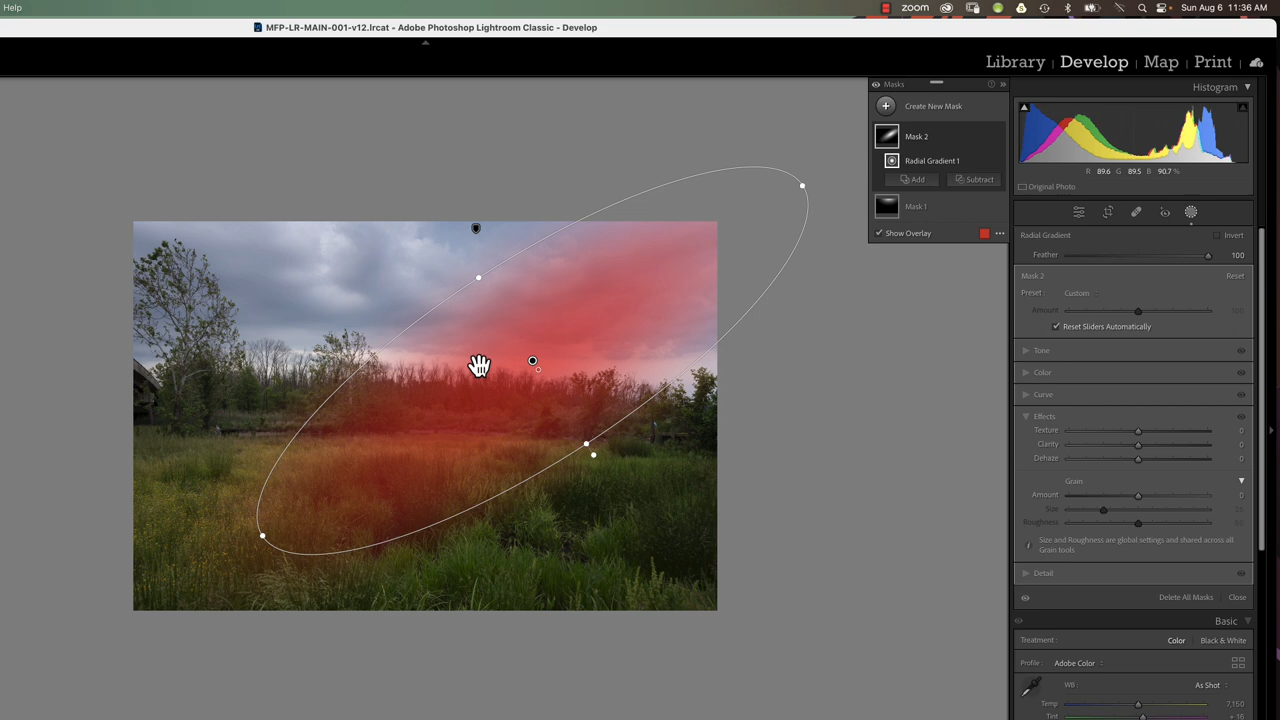 Help
zoom
Sun Aug 6 11:36 AM
MFP-LR-MAIN-001-v12.lrcat - Adobe Photoshop Lightroom Classic - Develop
Library | Develop | Map | Print
Masks
Histogram
Create New Mask
Mask 2
Radial Gradient 1
Add Subtract
Mask 1
Show Overlay
R 89.6 G 89.5 B 90.7 %
Original Photo
Radial Gradient Invert
Feather 100
Mask 2 Reset
Preset : Custom
Amount 100
Reset Sliders Automatically
Tone
Color
Curve
Effects
Texture 0
Clarity 0
Dehaze 0
Grain
Amount 0
Size 25
Roughness 50
Size and Roughness are global settings and shared across all
Grain tools
Detail
Delete All Masks Close
Basic
Treatment : Color Black & White
Profile : Adobe Color
WB : As Shot
Temp 7,150
Tint + 16